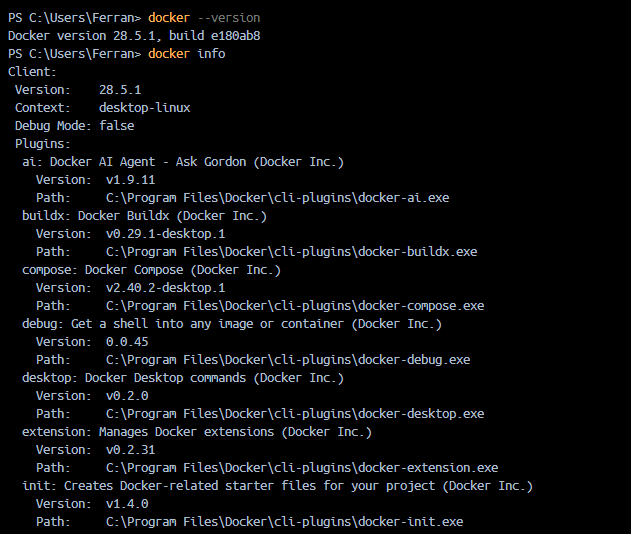 PS C:\Users\Ferran> docker --version
Docker version 28.5.1, build e180ab8
PS C:\Users\Ferran> docker info
Client:
 Version:    28.5.1
 Context:    desktop-linux
 Debug Mode: false
 Plugins:
  ai: Docker AI Agent - Ask Gordon (Docker Inc.)
    Version:  v1.9.11
    Path:     C:\Program Files\Docker\cli-plugins\docker-ai.exe
  buildx: Docker Buildx (Docker Inc.)
    Version:  v0.29.1-desktop.1
    Path:     C:\Program Files\Docker\cli-plugins\docker-buildx.exe
  compose: Docker Compose (Docker Inc.)
    Version:  v2.40.2-desktop.1
    Path:     C:\Program Files\Docker\cli-plugins\docker-compose.exe
  debug: Get a shell into any image or container (Docker Inc.)
    Version:  0.0.45
    Path:     C:\Program Files\Docker\cli-plugins\docker-debug.exe
  desktop: Docker Desktop commands (Docker Inc.)
    Version:  v0.2.0
    Path:     C:\Program Files\Docker\cli-plugins\docker-desktop.exe
  extension: Manages Docker extensions (Docker Inc.)
    Version:  v0.2.31
    Path:     C:\Program Files\Docker\cli-plugins\docker-extension.exe
  init: Creates Docker-related starter files for your project (Docker Inc.)
    Version:  v1.4.0
    Path:     C:\Program Files\Docker\cli-plugins\docker-init.exe